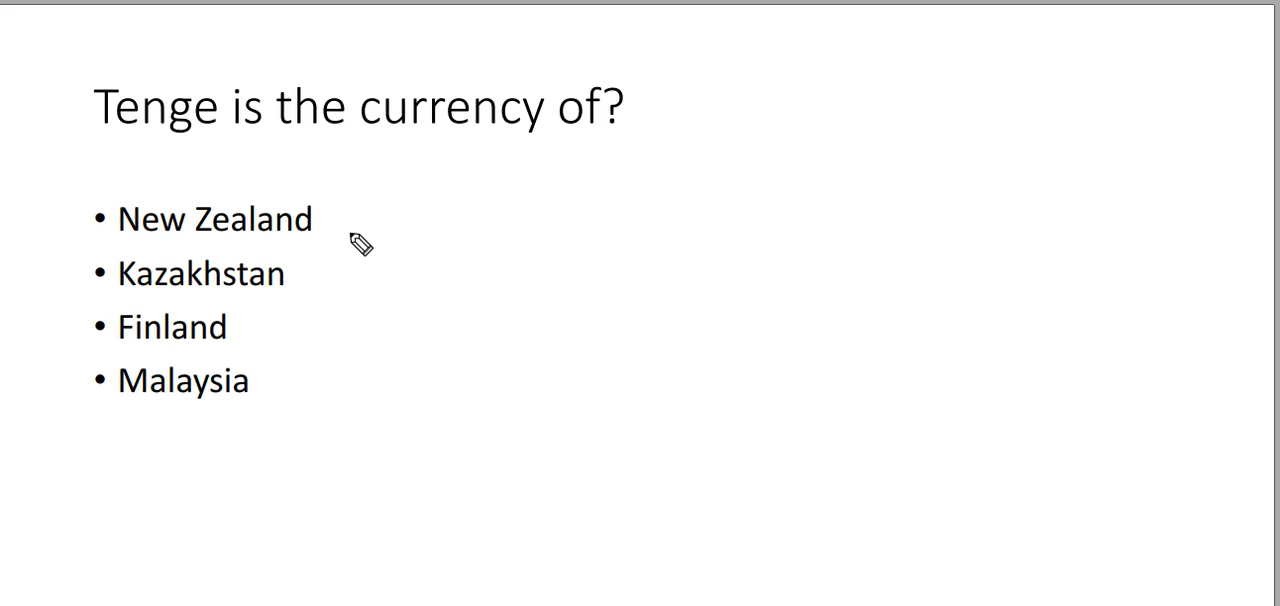 Tenge is the currency of?
• New Zealand
• Kazakhstan
• Finland
• Malaysia